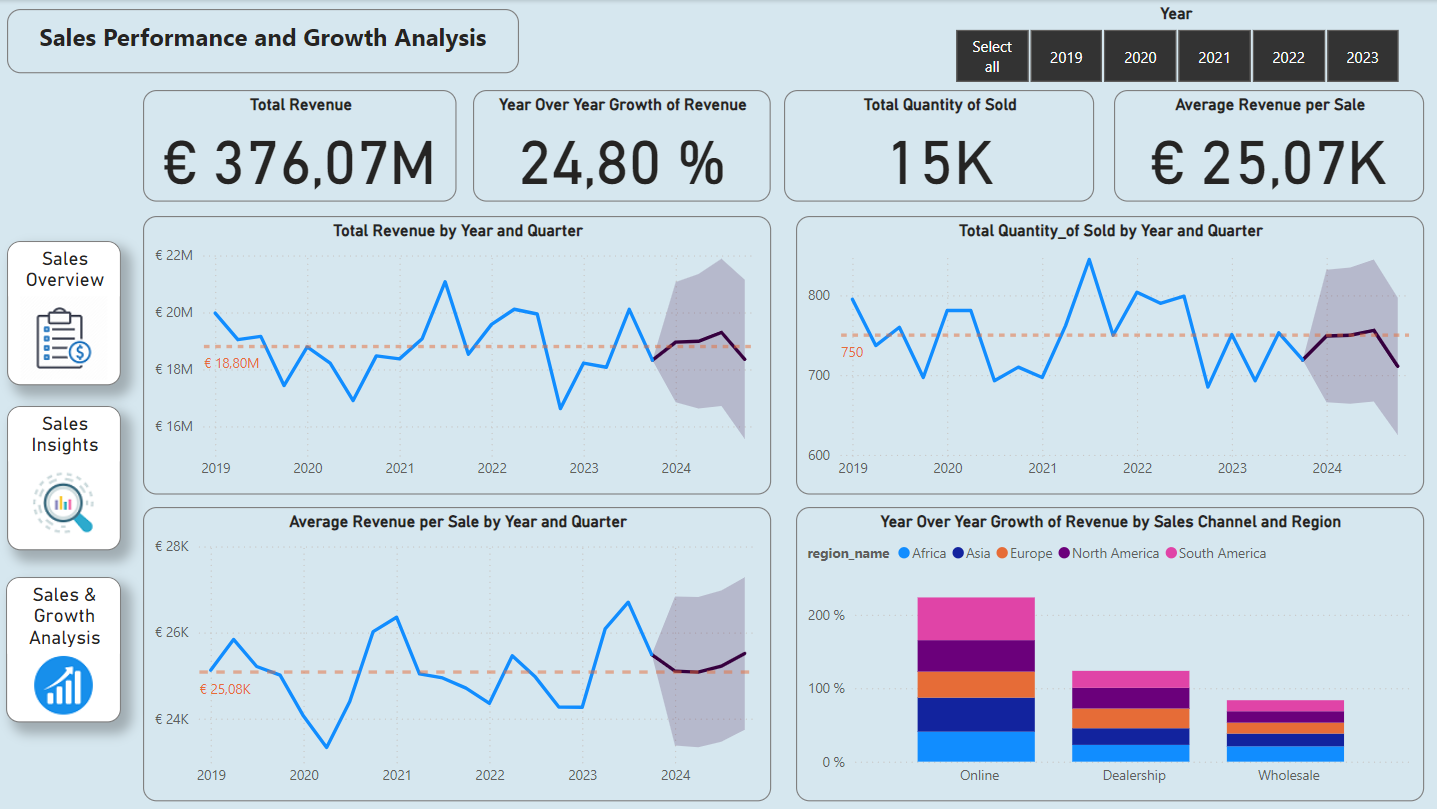 Sales Performance and Growth Analysis
Year
Select
all
2019
2020
2021
2022
2023
Total Revenue
€ 376,07M
Year Over Year Growth of Revenue
24,80 %
Total Quantity of Sold
15K
Average Revenue per Sale
€ 25,07K
Sales
Overview
Sales
Insights
Sales &
Growth
Analysis
Total Revenue by Year and Quarter
€ 22M
€ 20M
€ 18M
€ 16M
€ 18,80M
2019 2020 2021 2022 2023 2024
Total Quantity_of Sold by Year and Quarter
800
700
600
750
2019 2020 2021 2022 2023 2024
Average Revenue per Sale by Year and Quarter
€ 28K
€ 26K
€ 24K
€ 25,08K
2019 2020 2021 2022 2023 2024
Year Over Year Growth of Revenue by Sales Channel and Region
region_name Africa Asia Europe North America South America
200 %
100 %
0 %
Online Dealership Wholesale